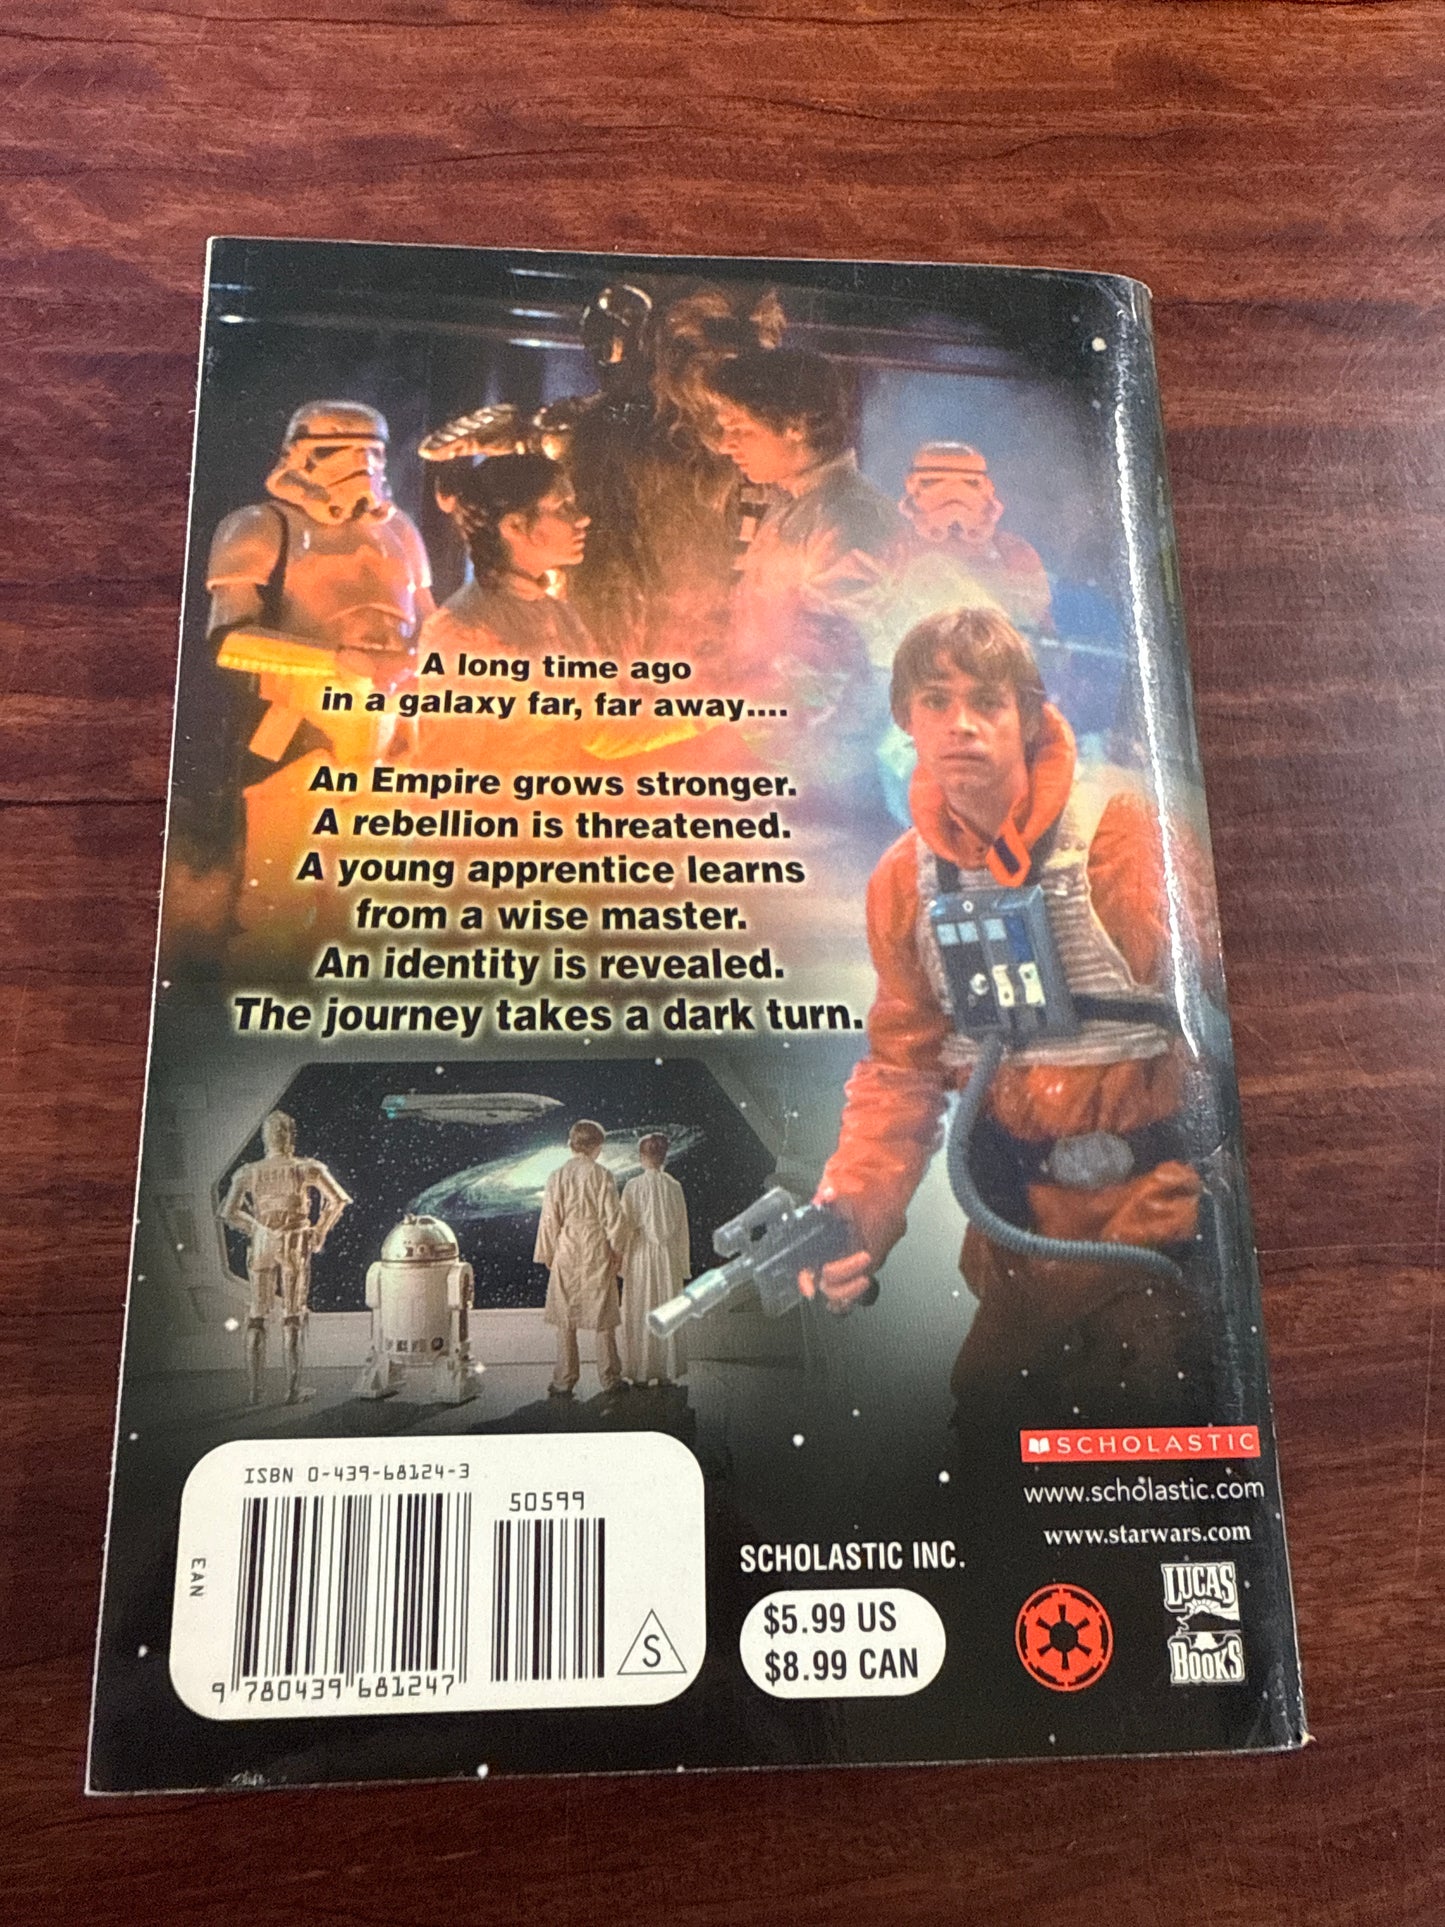 A long time ago
in a galaxy far, far away....
An Empire grows stronger.
A rebellion is threatened.
A young apprentice learns
from a wise master.
An identity is revealed.
The journey takes a dark turn.
ISBN 0-439-68124-3
50599
EAN
9 780439 681247
S
SCHOLASTIC INC.
$5.99 US
$8.99 CAN
SCHOLASTIC
www.scholastic.com
www.starwars.com
LUCAS
BOOKS